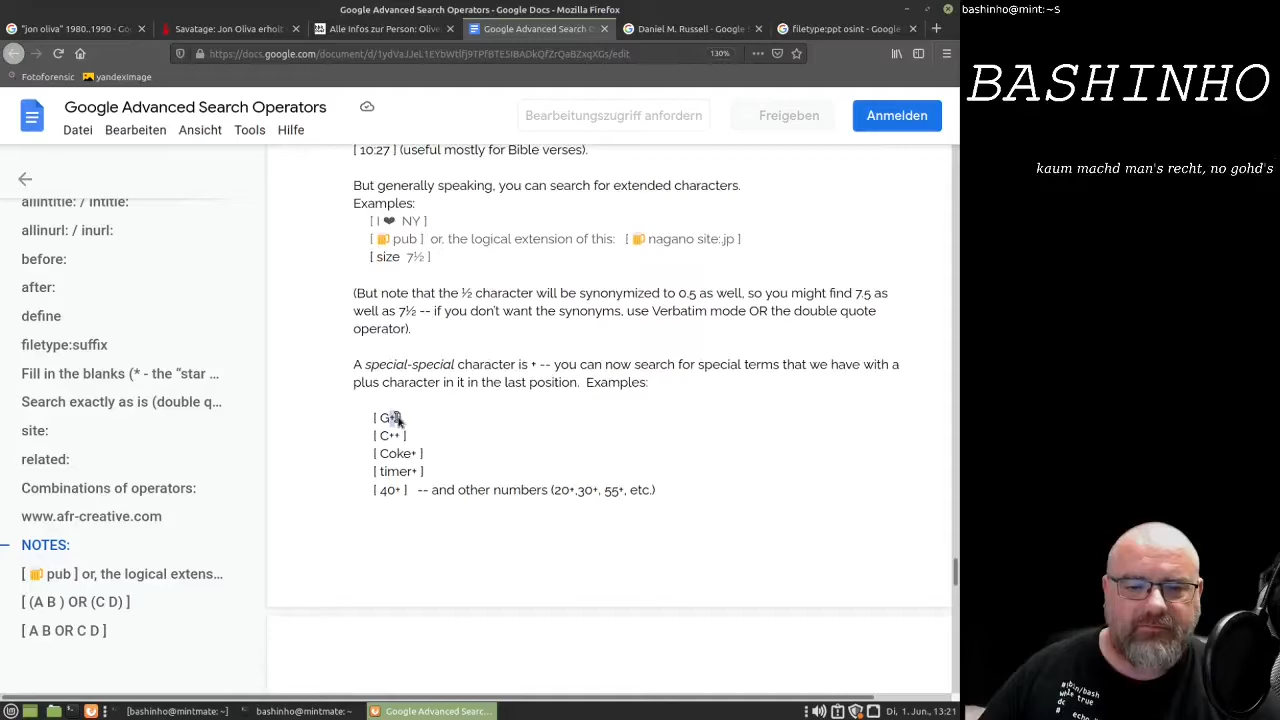 Google Advanced Search Operators - Google Docs - Mozilla Firefox
"jon oliva" 1980..1990 - Go
Savatage: Jon Oliva erholt
Alle Infos zur Person: Olive
Google Advanced Search O
Daniel M. Russell - Google S
filetype:ppt osint - Google
130%
Fotoforensic
yandexImage
Google Advanced Search Operators
Datei Bearbeiten Ansicht Tools Hilfe
Bearbeitungszugriff anfordern
Freigeben
Anmelden
allintitle: / intitle:
allinurl: / inurl:
before:
after:
define
filetype:suffix
Fill in the blanks (* - the "star ...
Search exactly as is (double q...
site:
related:
Combinations of operators:
www.afr-creative.com
NOTES:
[ 🍺 pub ] or, the logical extens...
[ (A B ) OR (C D) ]
[ A B OR C D ]
[ 10:27 ] (useful mostly for Bible verses).
But generally speaking, you can search for extended characters.
Examples:
[ I ❤ NY ]
[ 🍺 pub ] or, the logical extension of this: [ 🍺 nagano site:.jp ]
[ size 7½ ]
(But note that the ½ character will be synonymized to 0.5 as well, so you might find 7.5 as
well as 7½ -- if you don't want the synonyms, use Verbatim mode OR the double quote
operator).
A special-special character is + -- you can now search for special terms that we have with a
plus character in it in the last position. Examples:
[ G+]
[ C++ ]
[ Coke+ ]
[ timer+ ]
[ 40+ ] -- and other numbers (20+,30+, 55+, etc.)
[bashinho@mintmate: ~]
bashinho@mintmate: ~
Google Advanced Searc...
Di, 1. Jun., 13:21
bashinho@mint:~$
BASHINHO
kaum machd man's recht, no gohd's
#!bin/bash
while true